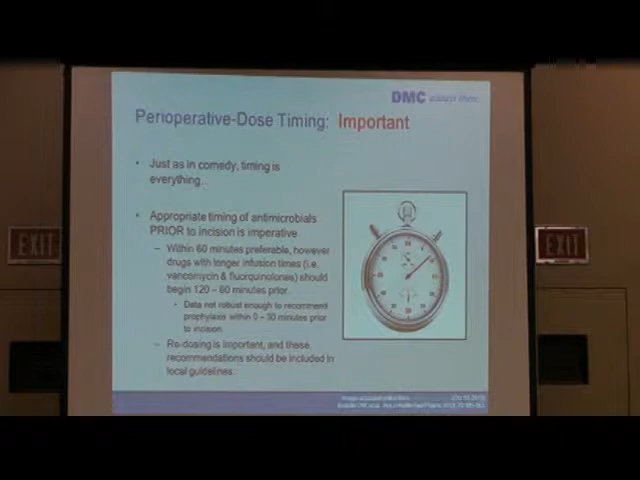 DMC
Perioperative-Dose Timing: Important
• Just as in comedy, timing is
everything.
• Appropriate timing of antimicrobials
PRIOR to incision is imperative
– Within 60 minutes preferable, however
drugs with longer infusion times (i.e.
vancomycin & fluorquinolones) should
begin 120 – 60 minutes prior.
• Data not robust enough to recommend
prophylaxis within 0 – 30 minutes prior
to incision.
– Re-dosing is important, and these
recommendations should be included in
local guidelines.
EXIT
EXIT